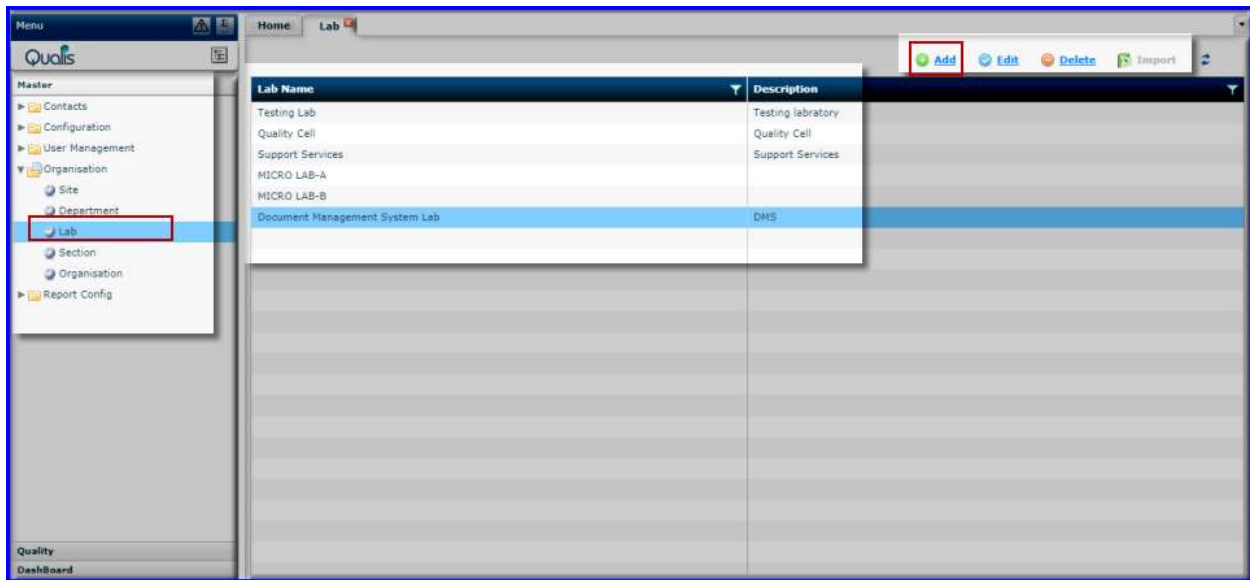 Menu
Home Lab
Qualis
Add Edit Delete Import
Master
Contacts
Configuration
User Management
Organisation
Site
Department
Lab
Section
Organisation
Report Config
Lab Name Description
Testing Lab Testing labratory
Quality Cell Quality Cell
Support Services Support Services
MICRO LAB-A
MICRO LAB-B
Document Management System Lab DMS
Quality
DashBoard